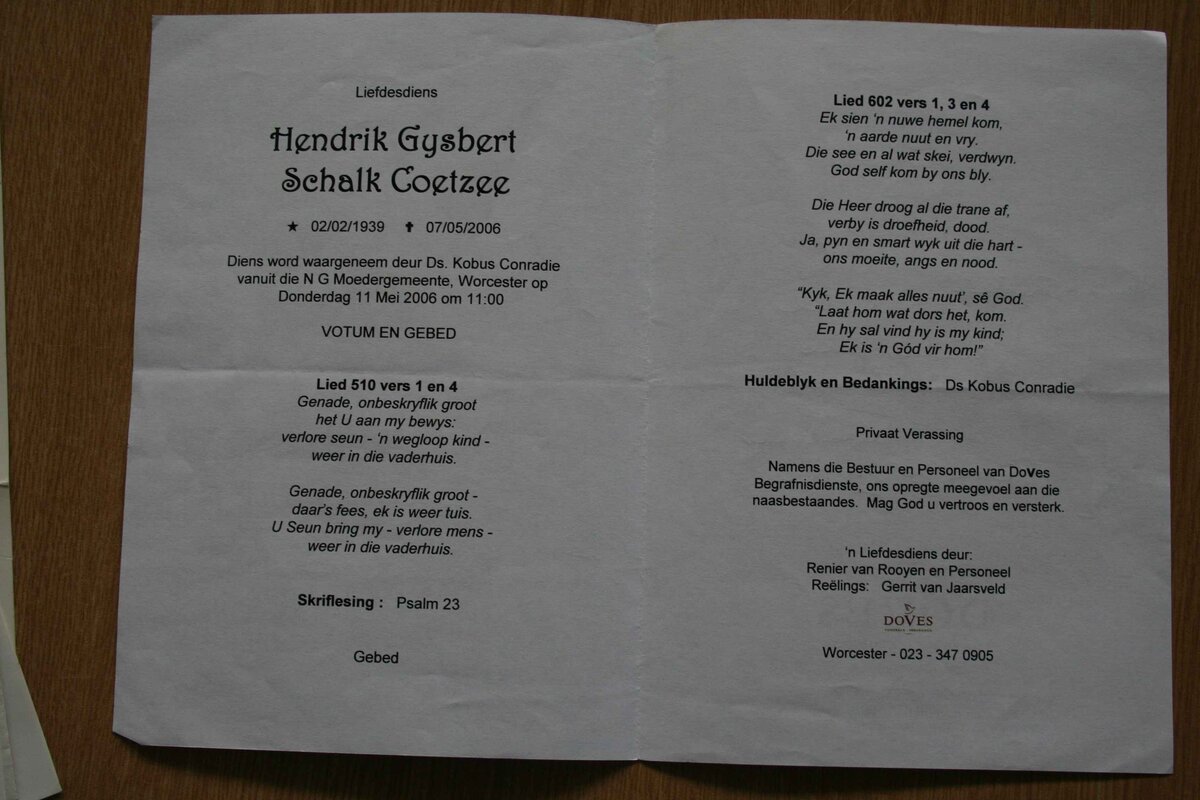 Liefdesdiens
Hendrik Gysbert
Schalk Coetzee
★ 02/02/1939 ✝ 07/05/2006
Diens word waargeneem deur Ds. Kobus Conradie
vanuit die N G Moedergemeente, Worcester op
Donderdag 11 Mei 2006 om 11:00
VOTUM EN GEBED
Lied 510 vers 1 en 4
Genade, onbeskryflik groot
het U aan my bewys:
verlore seun - 'n wegloop kind -
weer in die vaderhuis.
Genade, onbeskryflik groot -
daar's fees, ek is weer tuis.
U Seun bring my - verlore mens -
weer in die vaderhuis.
Skriflesing : Psalm 23
Gebed
Lied 602 vers 1, 3 en 4
Ek sien 'n nuwe hemel kom,
'n aarde nuut en vry.
Die see en al wat skei, verdwyn.
God self kom by ons bly.
Die Heer droog al die trane af,
verby is droefheid, dood.
Ja, pyn en smart wyk uit die hart -
ons moeite, angs en nood.
"Kyk, Ek maak alles nuut', sê God.
"Laat hom wat dors het, kom.
En hy sal vind hy is my kind;
Ek is 'n Gód vir hom!"
Huldeblyk en Bedankings: Ds Kobus Conradie
Privaat Verassing
Namens die Bestuur en Personeel van Doves
Begrafnisdienste, ons opregte meegevoel aan die
naasbestaandes. Mag God u vertroos en versterk.
'n Liefdesdiens deur:
Renier van Rooyen en Personeel
Reëlings: Gerrit van Jaarsveld
DOVES
Worcester - 023 - 347 0905